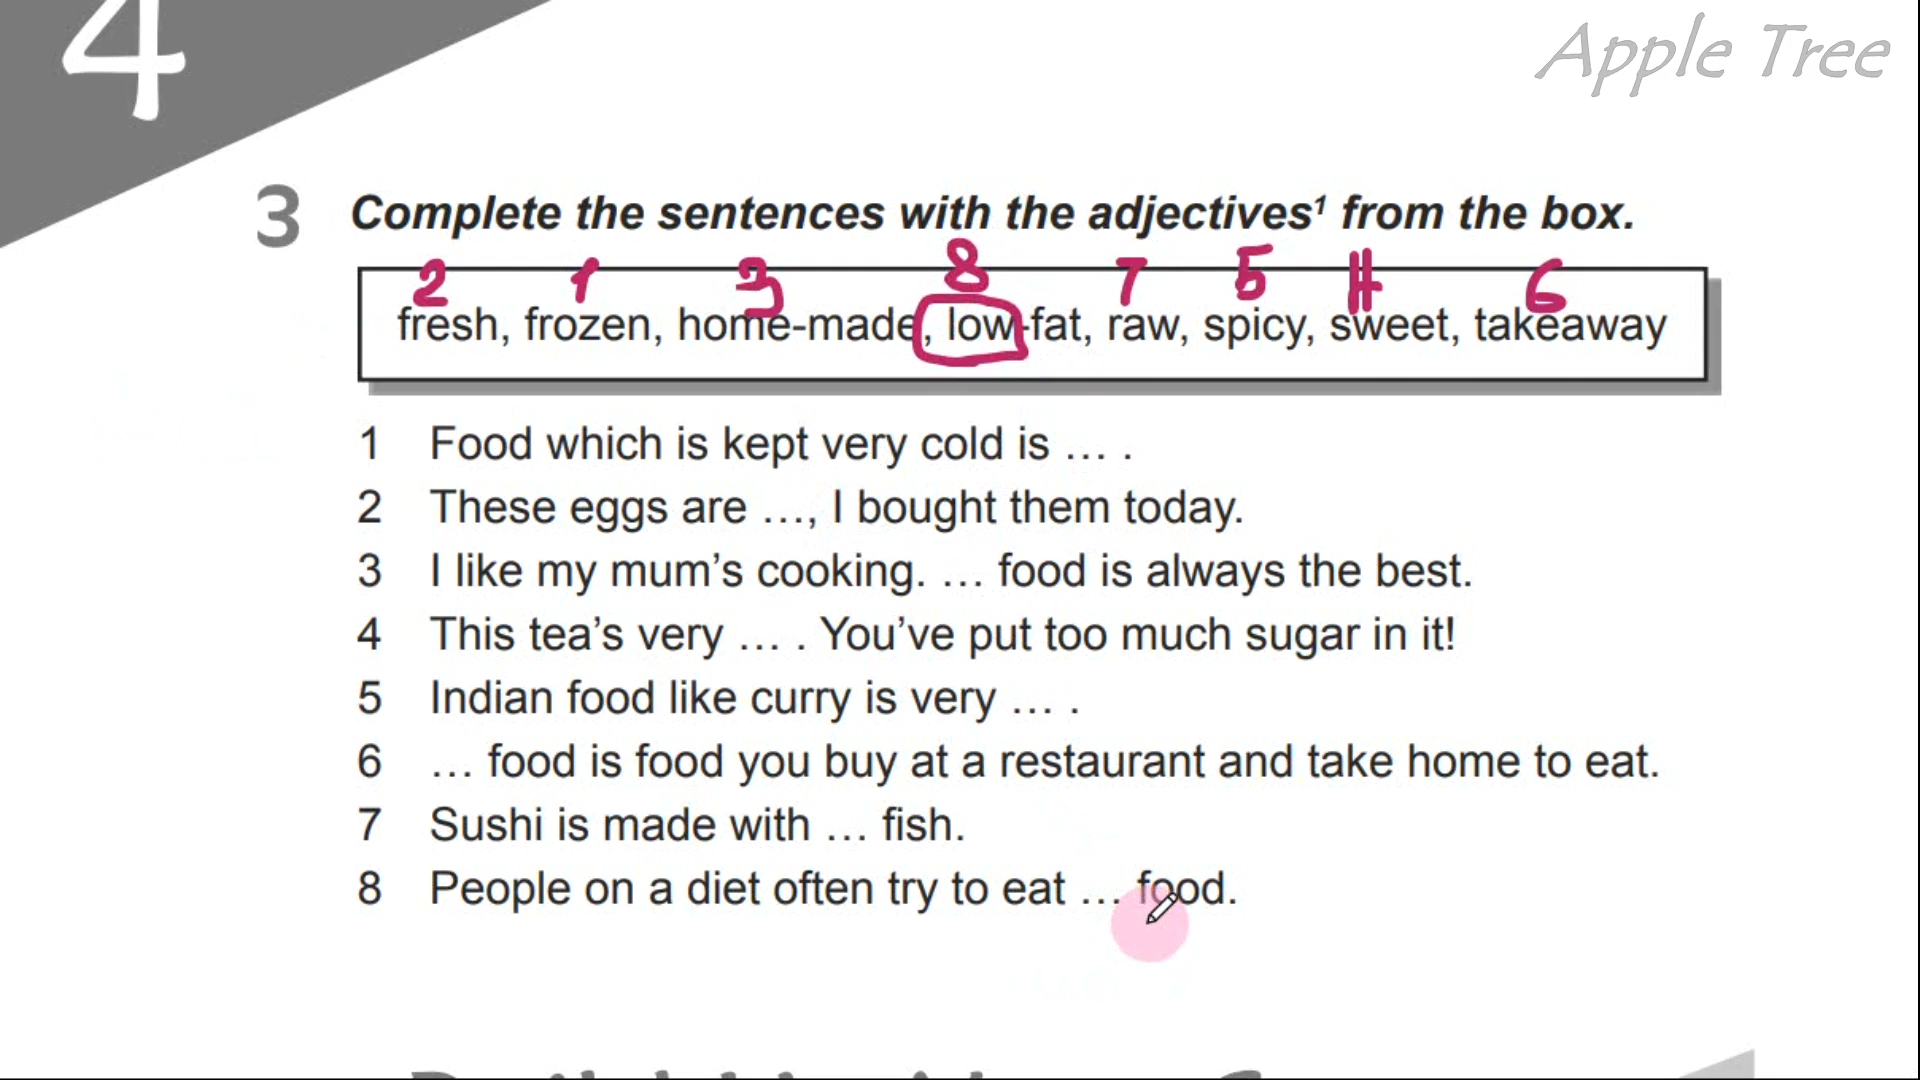 4
Apple Tree
3 Complete the sentences with the adjectives¹ from the box.
2 1 3 8 7 5 4 6
fresh, frozen, home-made, low-fat, raw, spicy, sweet, takeaway
1 Food which is kept very cold is … .
2 These eggs are …, I bought them today.
3 I like my mum’s cooking. … food is always the best.
4 This tea’s very … . You’ve put too much sugar in it!
5 Indian food like curry is very … .
6 … food is food you buy at a restaurant and take home to eat.
7 Sushi is made with … fish.
8 People on a diet often try to eat … food.